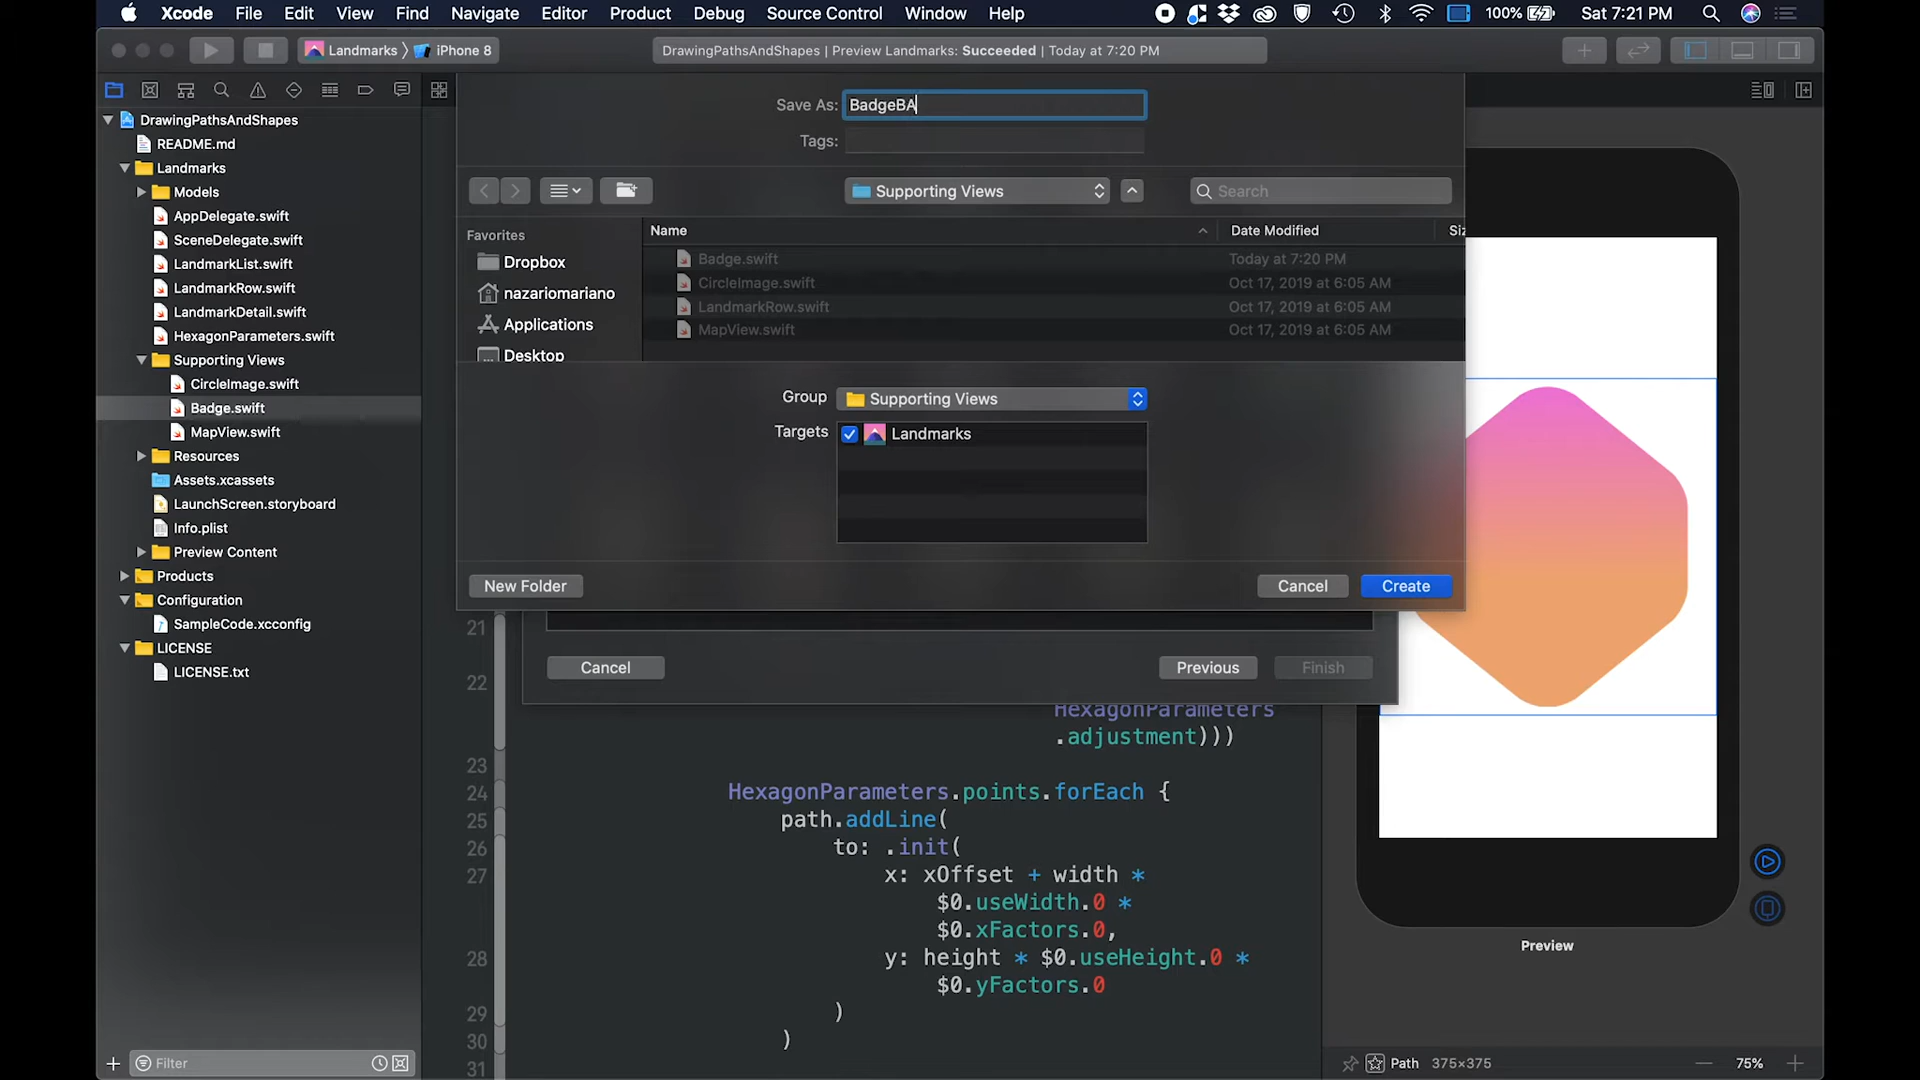 Xcode File Edit View Find Navigate Editor Product Debug Source Control Window Help 100% Sat 7:21 PM
Landmarks iPhone 8 DrawingPathsAndShapes | Preview Landmarks: Succeeded | Today at 7:20 PM
Save As: BadgeBA
Tags:
Supporting Views
Search
Favorites
Dropbox
nazariomariano
Applications
Desktop
Name Date Modified Siz
Badge.swift Today at 7:20 PM
CircleImage.swift Oct 17, 2019 at 6:05 AM
LandmarkRow.swift Oct 17, 2019 at 6:05 AM
MapView.swift Oct 17, 2019 at 6:05 AM
Group Supporting Views
Targets Landmarks
New Folder Cancel Create
Cancel Previous Finish
DrawingPathsAndShapes
README.md
Landmarks
Models
AppDelegate.swift
SceneDelegate.swift
LandmarkList.swift
LandmarkRow.swift
LandmarkDetail.swift
HexagonParameters.swift
Supporting Views
CircleImage.swift
Badge.swift
MapView.swift
Resources
Assets.xcassets
LaunchScreen.storyboard
Info.plist
Preview Content
Products
Configuration
SampleCode.xcconfig
LICENSE
LICENSE.txt
Filter
21
22
HexagonParameters
.adjustment)))
23
24 HexagonParameters.points.forEach {
25 path.addLine(
26 to: .init(
27 x: xOffset + width *
$0.useWidth.0 *
$0.xFactors.0,
28 y: height * $0.useHeight.0 *
$0.yFactors.0
29 )
30 )
31
Preview
Path 375×375 75%